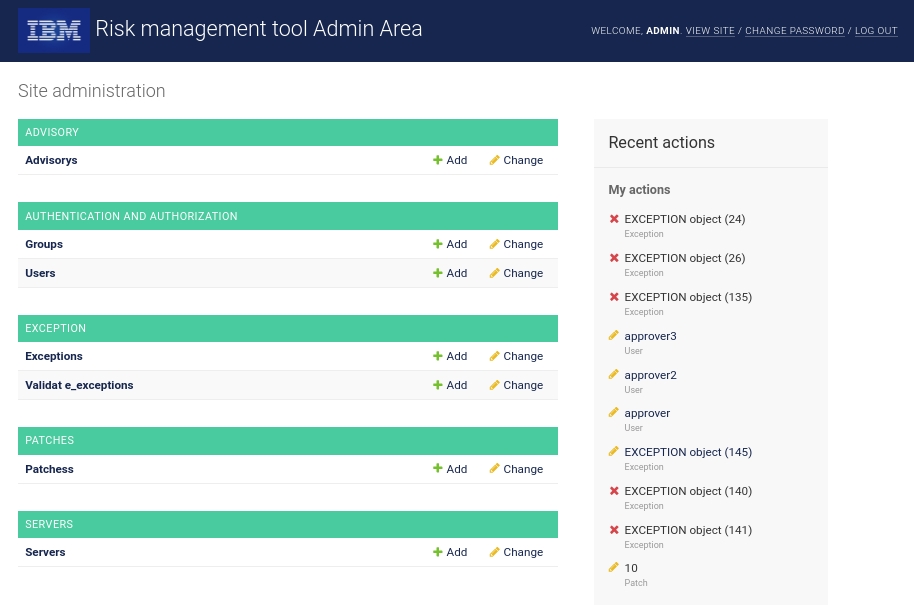 IBM Risk management tool Admin Area
WELCOME, ADMIN. VIEW SITE / CHANGE PASSWORD / LOG OUT
Site administration
ADVISORY
Advisorys Add Change
AUTHENTICATION AND AUTHORIZATION
Groups Add Change
Users Add Change
EXCEPTION
Exceptions Add Change
Validat e_exceptions Add Change
PATCHES
Patchess Add Change
SERVERS
Servers Add Change
Recent actions
My actions
EXCEPTION object (24)
Exception
EXCEPTION object (26)
Exception
EXCEPTION object (135)
Exception
approver3
User
approver2
User
approver
User
EXCEPTION object (145)
Exception
EXCEPTION object (140)
Exception
EXCEPTION object (141)
Exception
10
Patch